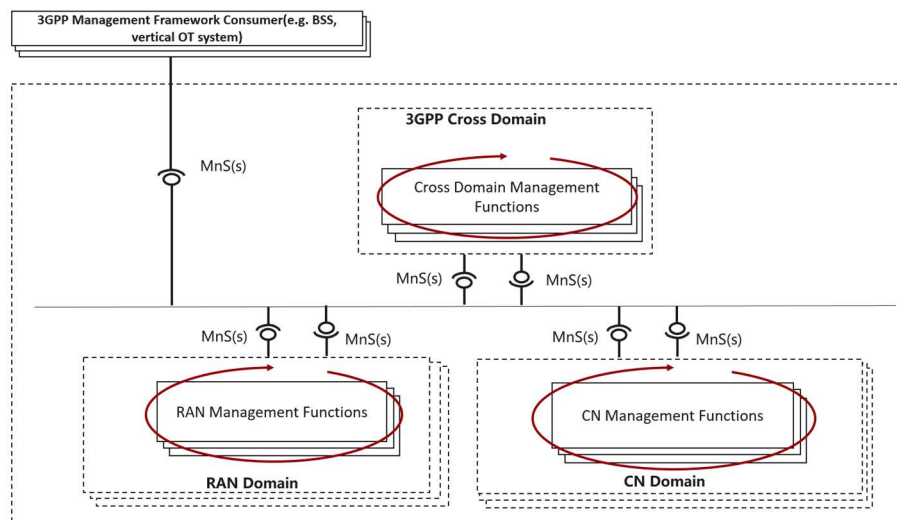 3GPP Management Framework Consumer(e.g. BSS,
vertical OT system)
MnS(s)
3GPP Cross Domain
Cross Domain Management
Functions
MnS(s)
MnS(s)
MnS(s)
MnS(s)
MnS(s)
MnS(s)
RAN Management Functions
RAN Domain
CN Management Functions
CN Domain